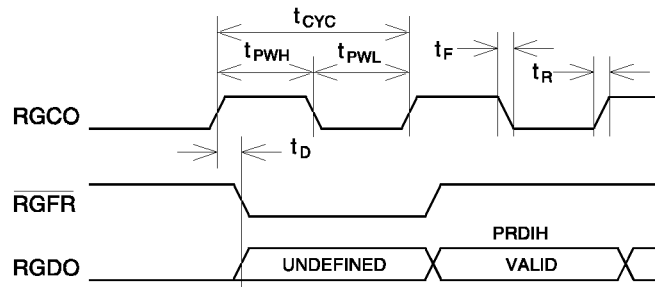 tCYC
tPWH tPWL tF
tR
RGCO
tD
RGFR
PRDIH
RGDO UNDEFINED VALID